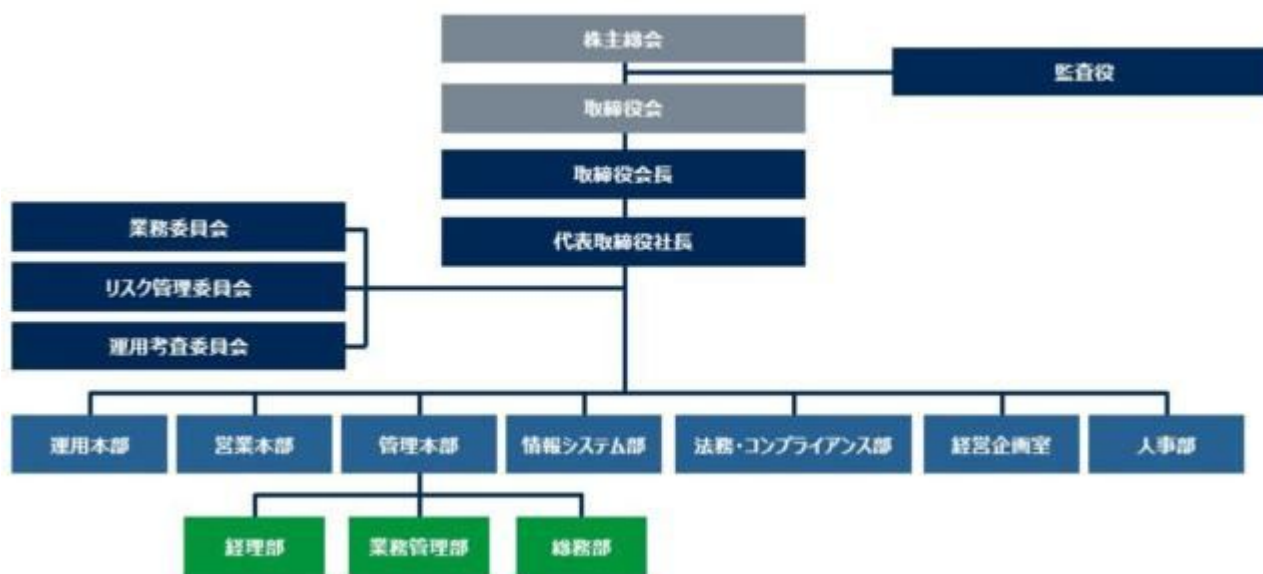 株主総会
監査役
取締役会
取締役会長
代表取締役社長
業務委員会
リスク管理委員会
運用考査委員会
運用本部
営業本部
管理本部
情報システム部
法務・コンプライアンス部
経営企画室
人事部
経理部
業務管理部
総務部